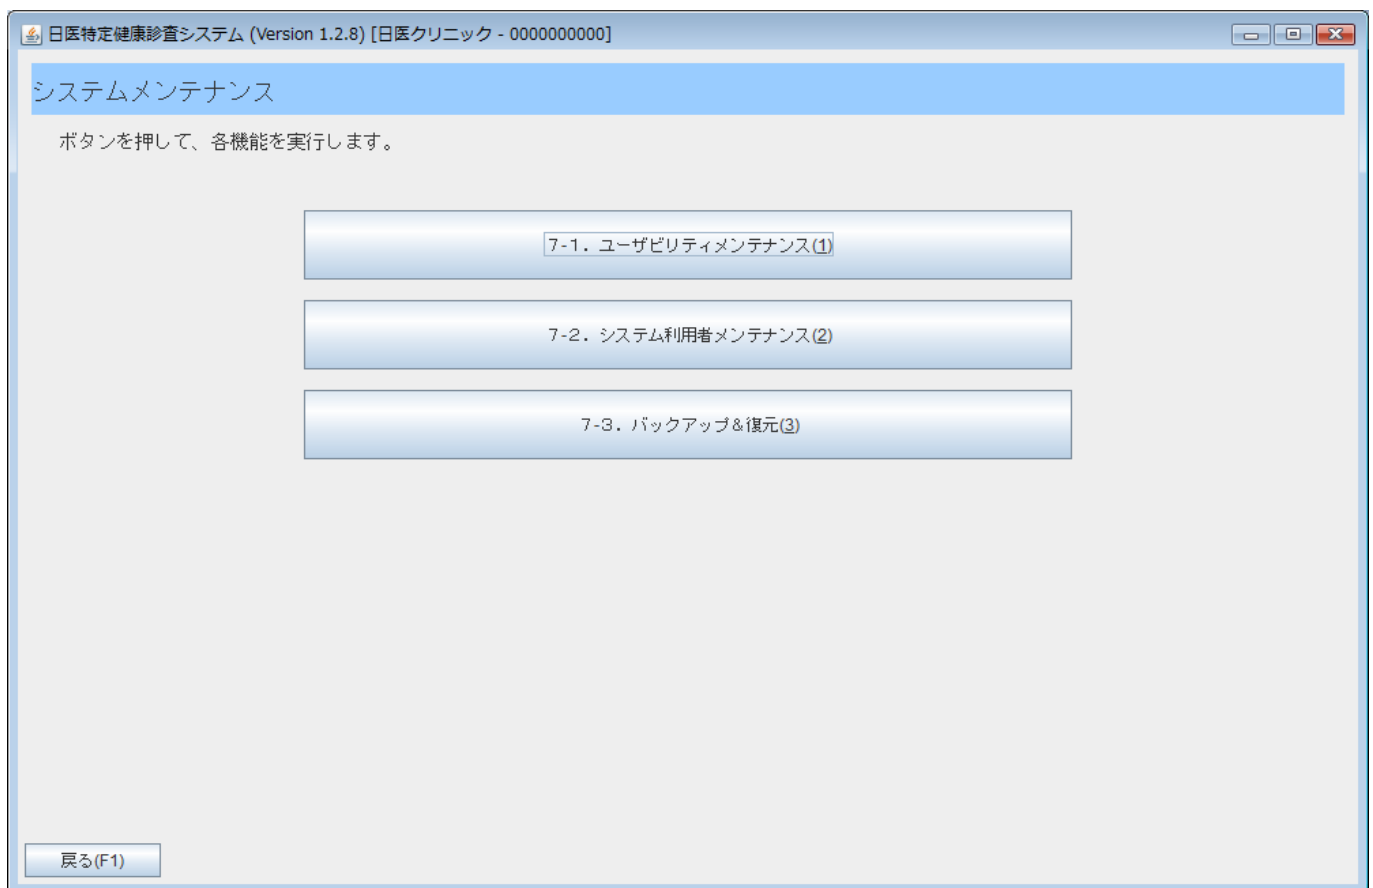 日医特定健康診査システム (Version 1.2.8) [日医クリニック - 0000000000]
システムメンテナンス
ボタンを押して、各機能を実行します。
7-1．ユーザビリティメンテナンス(1)
7-2．システム利用者メンテナンス(2)
7-3．バックアップ＆復元(3)
戻る(F1)